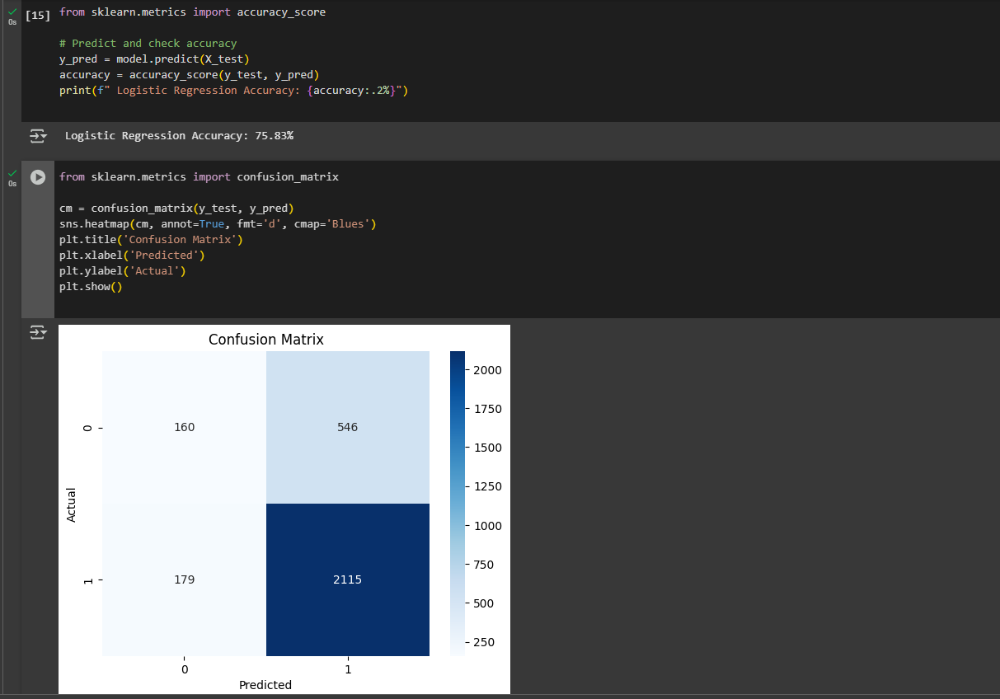 [15] from sklearn.metrics import accuracy_score
# Predict and check accuracy
y_pred = model.predict(X_test)
accuracy = accuracy_score(y_test, y_pred)
print(f" Logistic Regression Accuracy: {accuracy:.2%}")
0s
Logistic Regression Accuracy: 75.83%
from sklearn.metrics import confusion_matrix
0s
cm = confusion_matrix(y_test, y_pred)
sns.heatmap(cm, annot=True, fmt='d', cmap='Blues')
plt.title('Confusion Matrix')
plt.xlabel('Predicted')
plt.ylabel('Actual')
plt.show()
Confusion Matrix
Actual
0
1
160
546
179
2115
0
1
Predicted
2000
1750
1500
1250
1000
750
500
250